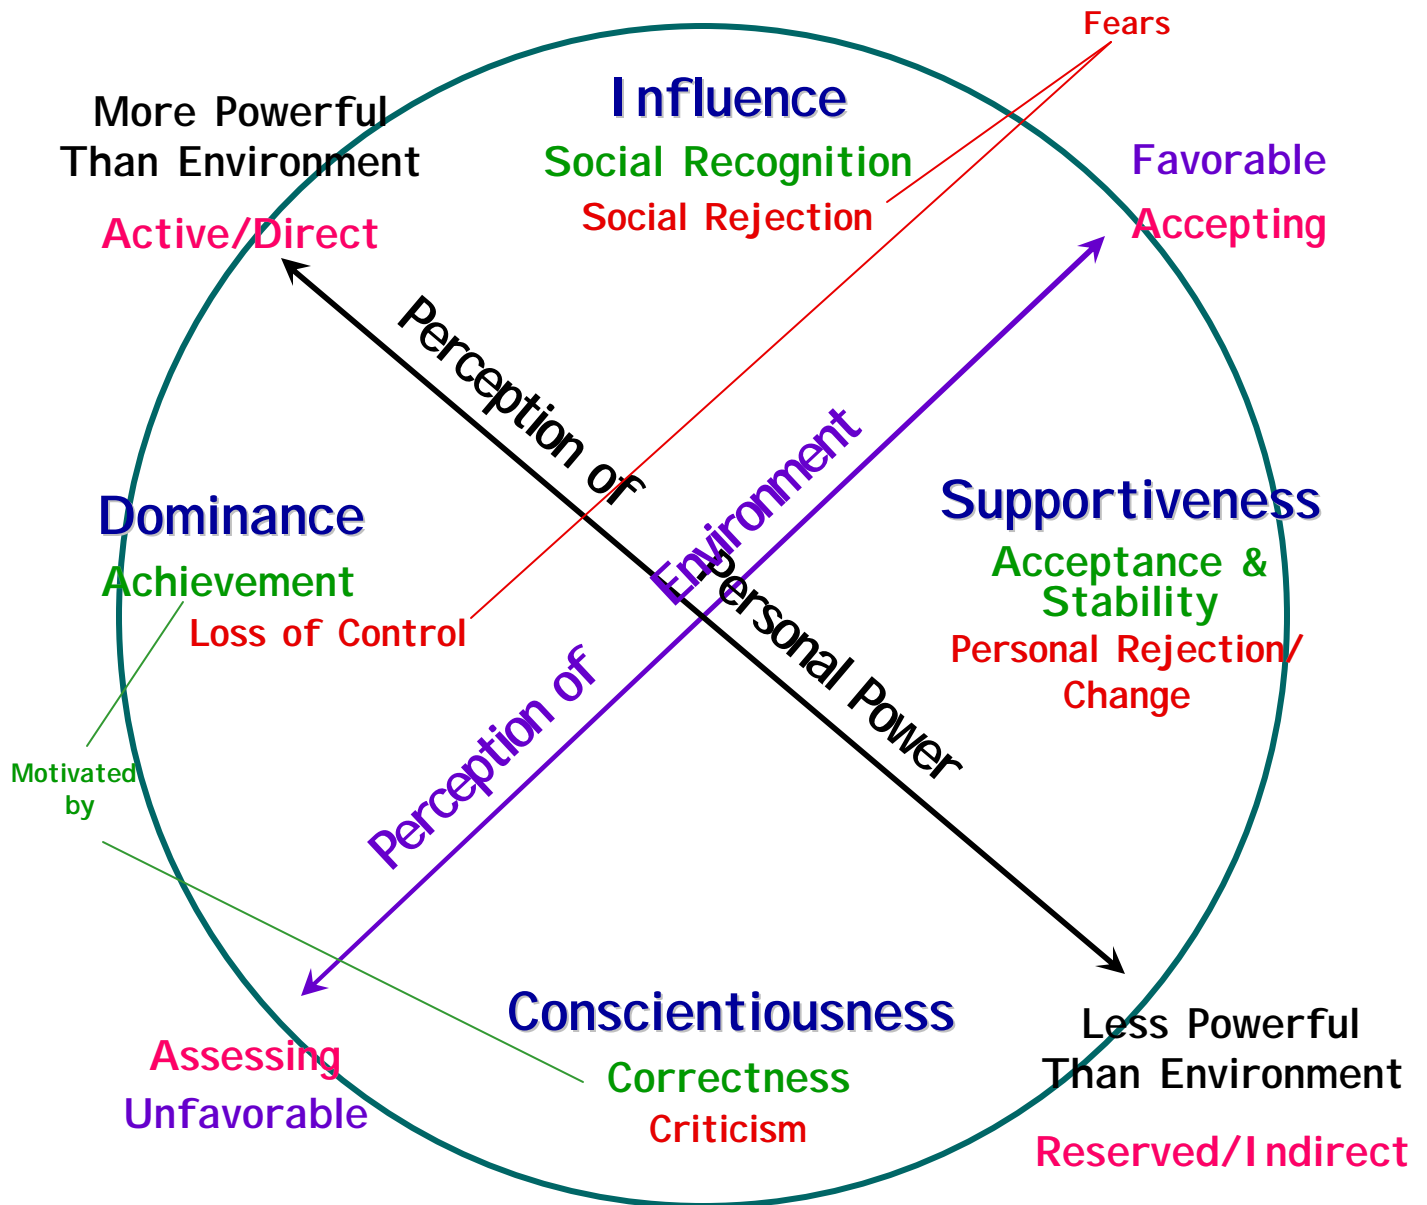 Fears
More Powerful
Than Environment
Active/Direct
Influence
Social Recognition
Social Rejection
Favorable
Accepting
Perception of
Personal Power
Perception of
Environment
Dominance
Achievement
Loss of Control
Supportiveness
Acceptance &
Stability
Personal Rejection/
Change
Motivated
by
Assessing
Unfavorable
Conscientiousness
Correctness
Criticism
Less Powerful
Than Environment
Reserved/Indirect